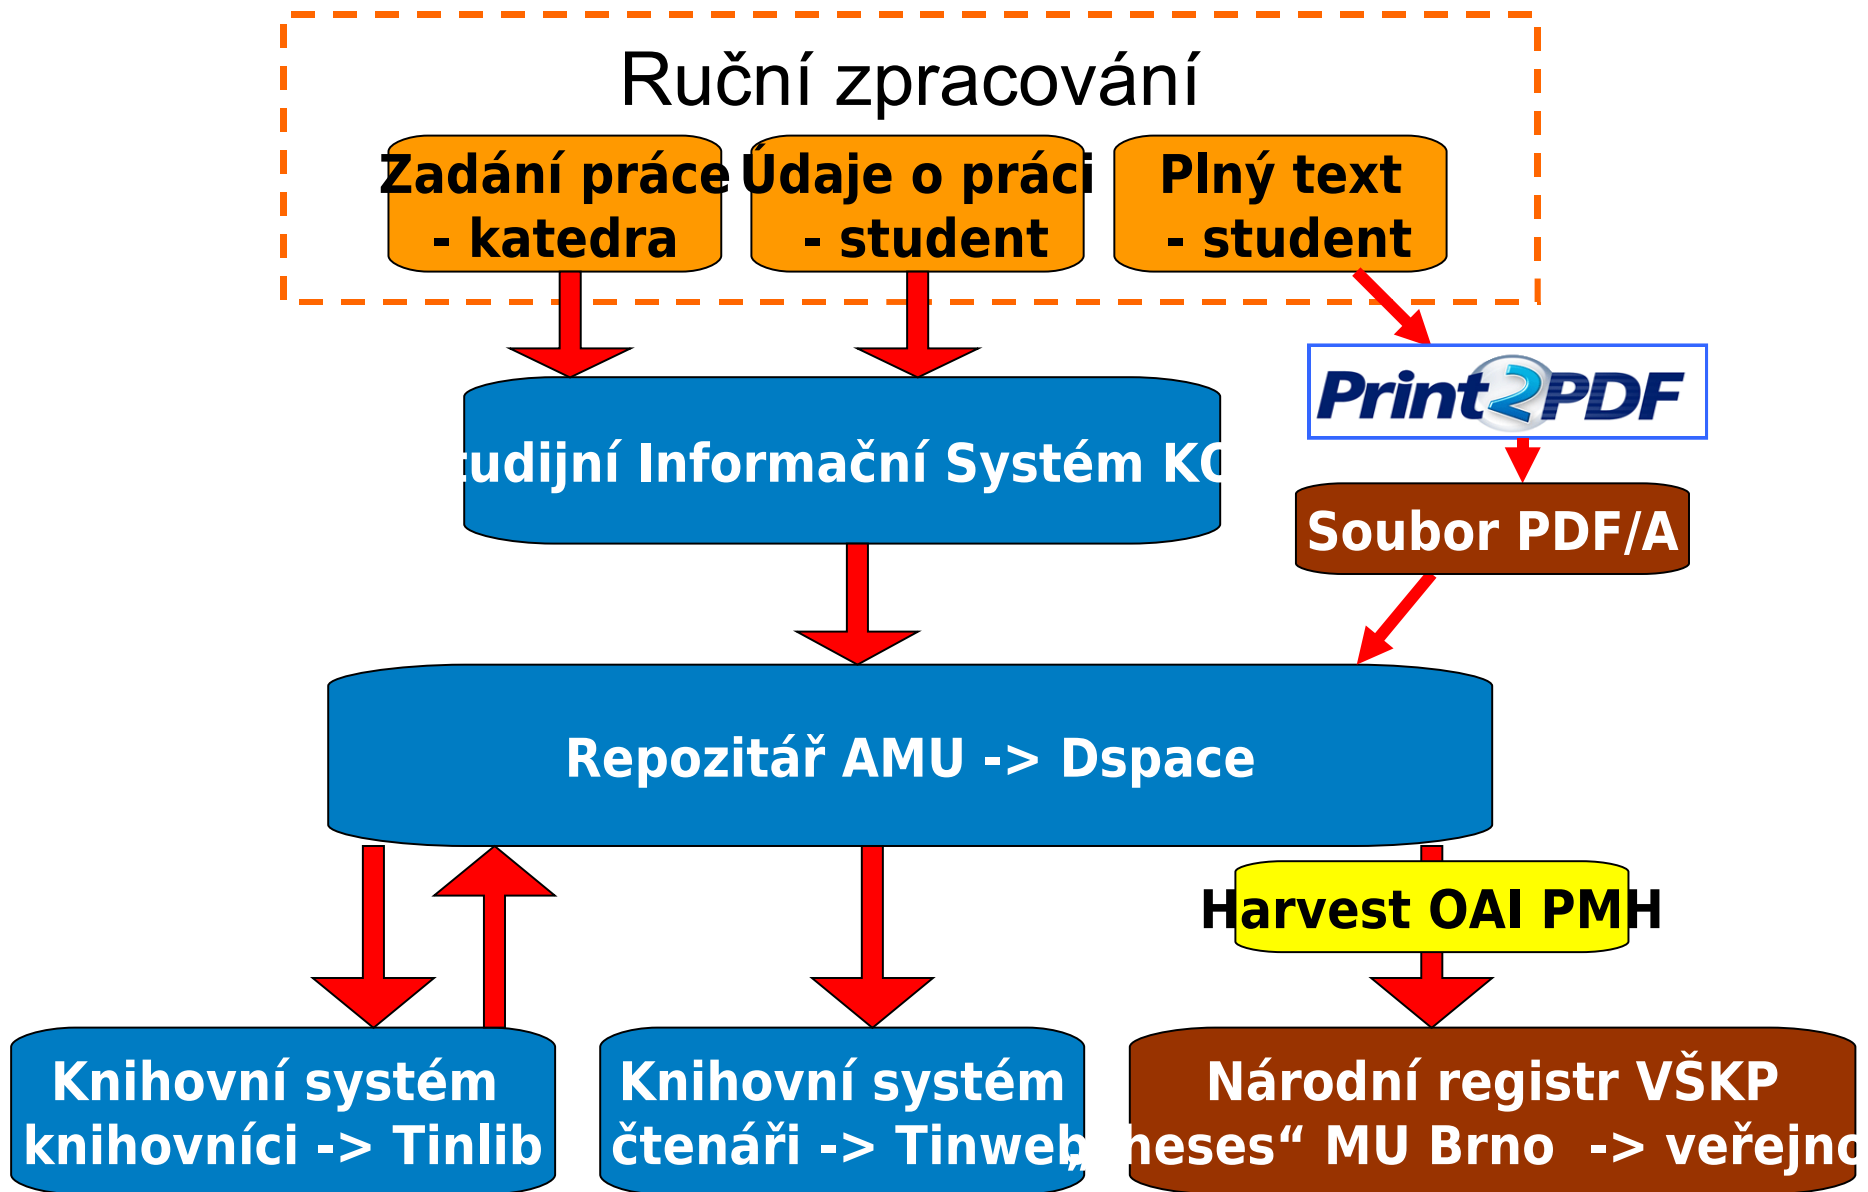 Ruční zpracování
Zadání práce
- katedra
Údaje o práci
- student
Plný text
- student
Print2PDF
tudijní Informační Systém KO
Soubor PDF/A
Repozitář AMU -> Dspace
Harvest OAI PMH
Knihovní systém
knihovníci -> Tinlib
Knihovní systém
čtenáři -> Tinweb
Národní registr VŠKP
„heses“ MU Brno -> veřejno